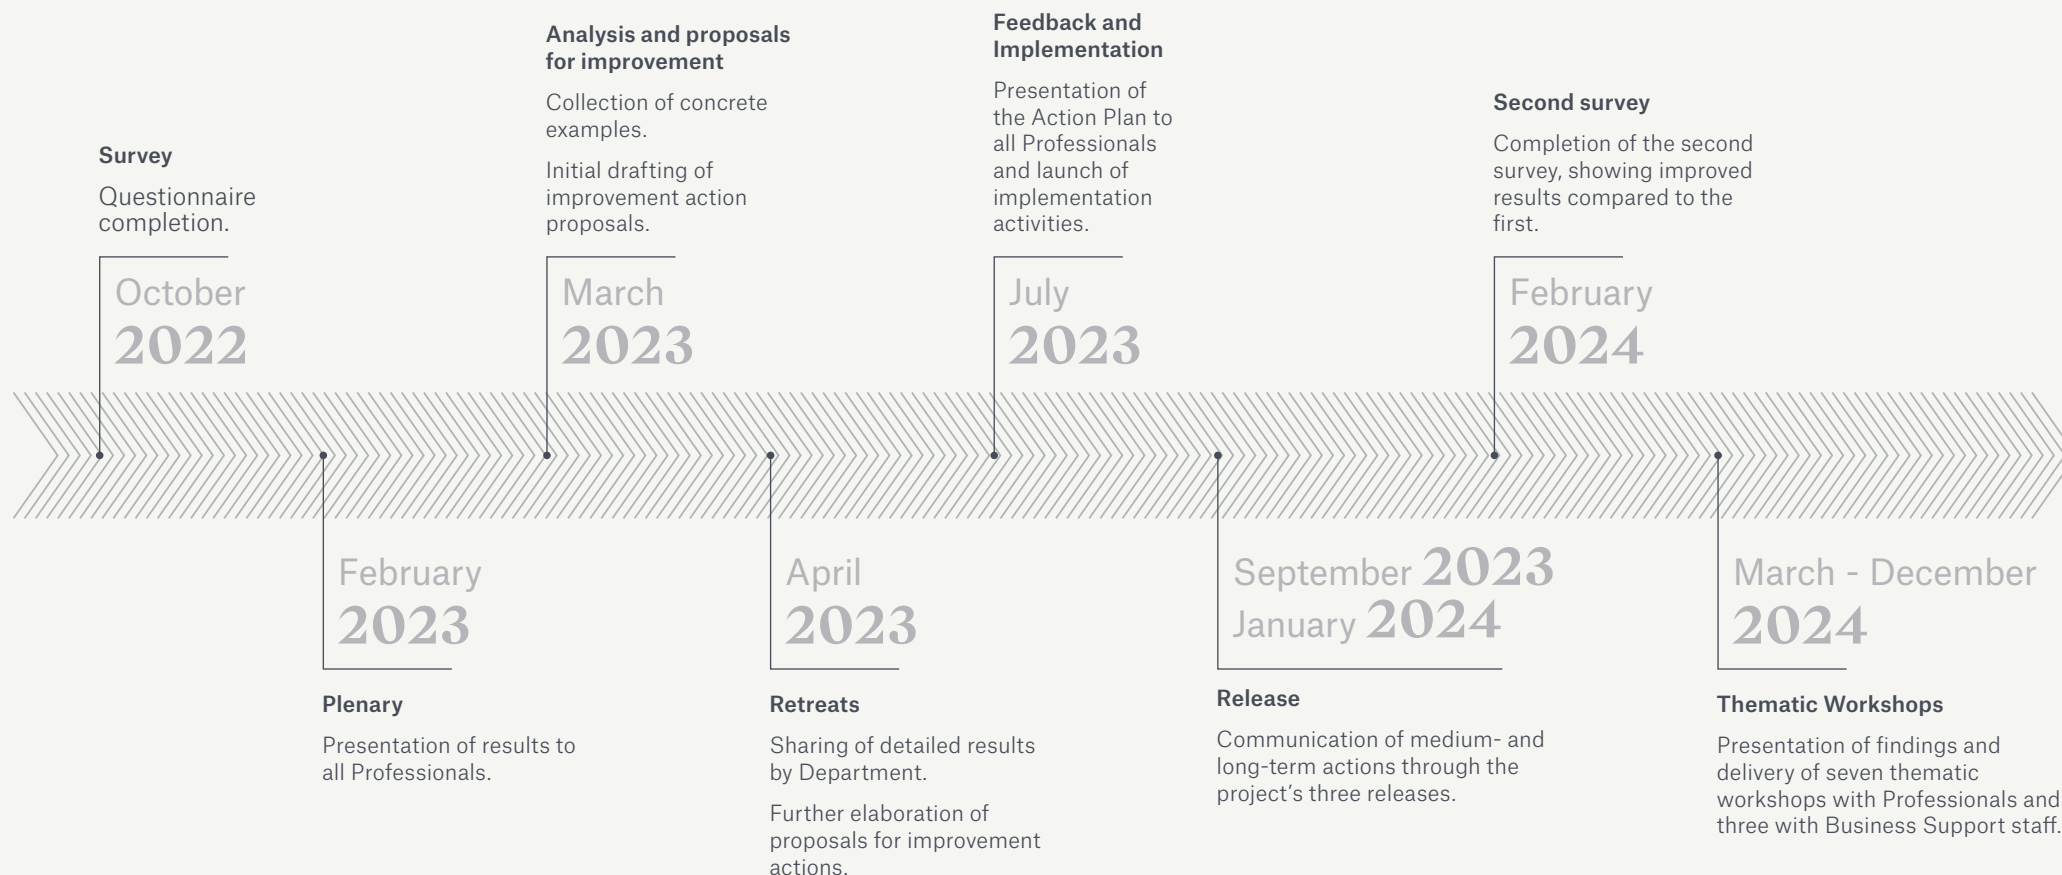 Survey
Questionnaire
completion.
October
2022
February
2023
Plenary
Presentation of results to
all Professionals.
Analysis and proposals
for improvement
Collection of concrete
examples.
Initial drafting of
improvement action
proposals.
March
2023
April
2023
Retreats
Sharing of detailed results
by Department.
Further elaboration of
proposals for improvement
actions.
Feedback and
Implementation
Presentation of
the Action Plan to
all Professionals
and launch of
implementation
activities.
July
2023
September 2023
January 2024
Release
Communication of medium- and
long-term actions through the
project’s three releases.
Second survey
Completion of the second
survey, showing improved
results compared to the
first.
February
2024
March - December
2024
Thematic Workshops
Presentation of findings and
delivery of seven thematic
workshops with Professionals and
three with Business Support staff.